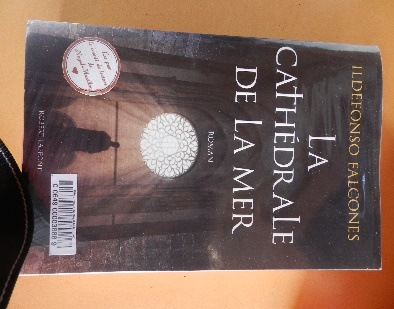 ILDEFONSO FALCONES
LA
CATHÉDRALE
DE LA MER
ROMAN
ROBERT LAFFONT